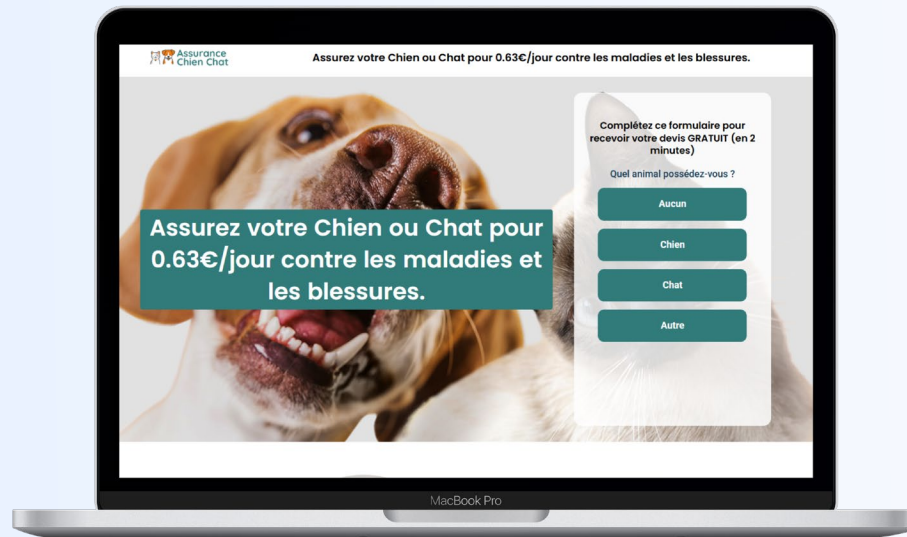 Assurance
Chien Chat
Assurez votre Chien ou Chat pour 0.63€/jour contre les maladies et les blessures.
Assurez votre Chien ou Chat pour
0.63€/jour contre les maladies et
les blessures.
Complétez ce formulaire pour
recevoir votre devis GRATUIT (en 2
minutes)
Quel animal possédez-vous ?
Aucun
Chien
Chat
Autre
MacBook Pro